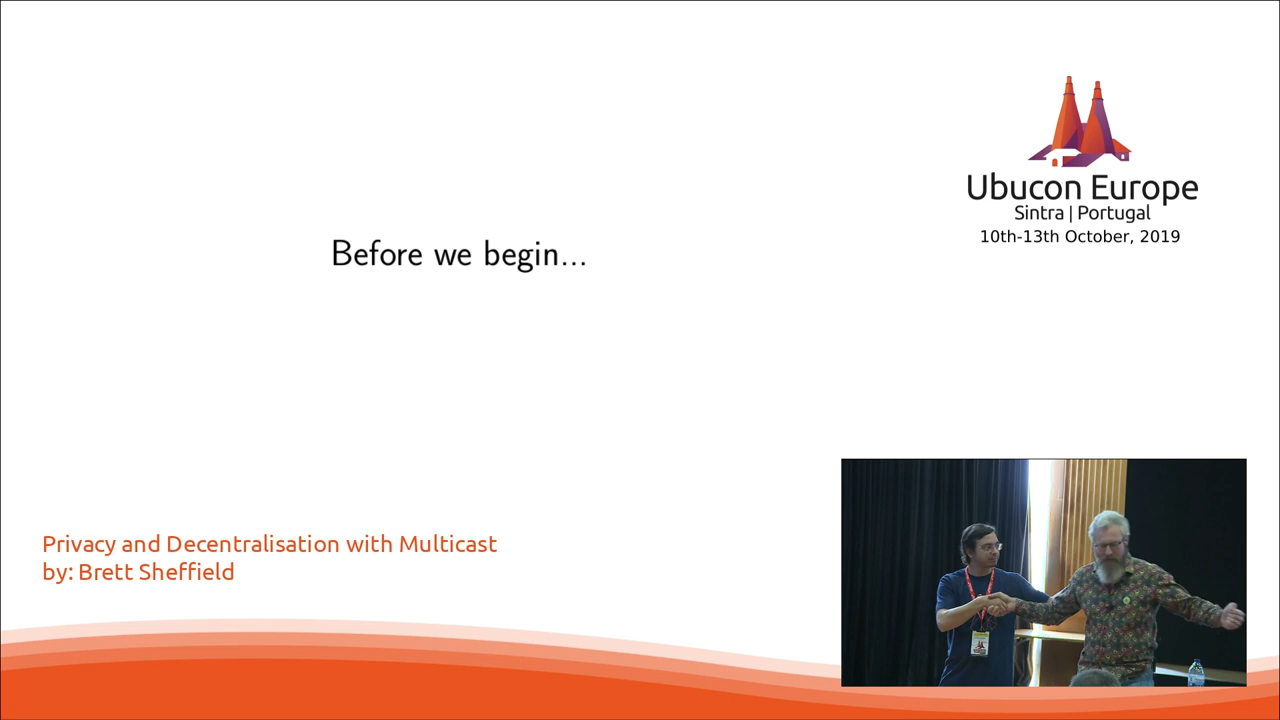 Ubucon Europe
Sintra | Portugal
10th-13th October, 2019
Before we begin...
Privacy and Decentralisation with Multicast
by: Brett Sheffield